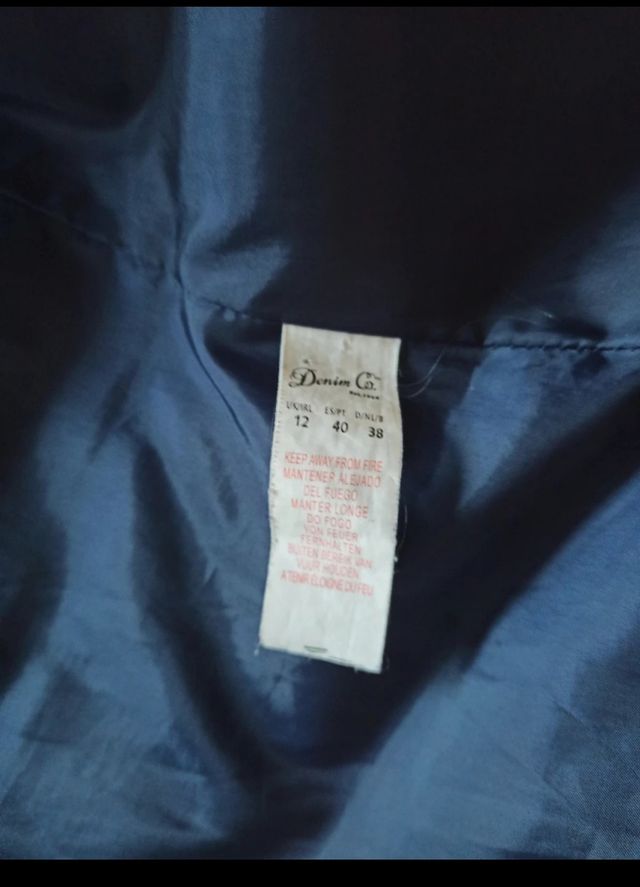 Denim Co.
UK/IRL ES/PT D/NL/B
12 40 38
KEEP AWAY FROM FIRE
MANTENER ALEJADO
DEL FUEGO
MANTER LONGE
DO FOGO
VON FEUER
FERNHALTEN
BUITEN BEREIK VAN
VUUR HOUDEN
A TENIR ELOIGNE DU FEU